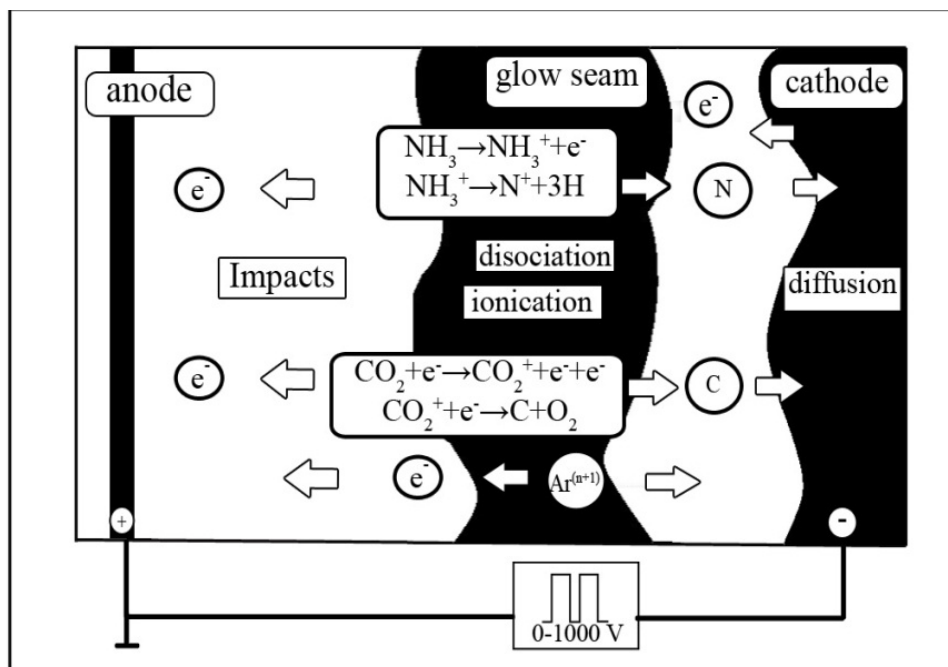 anode
glow seam
cathode
e⁻
NH₃→NH₃⁺+e⁻
NH₃⁺→N⁺+3H
e⁻
N
disociation
Impacts
ionication
diffusion
CO₂+e⁻→CO₂⁺+e⁻+e⁻
CO₂⁺+e⁻→C+O₂
e⁻
C
e⁻
Ar⁽ⁿ⁺¹⁾
+
-
0-1000 V